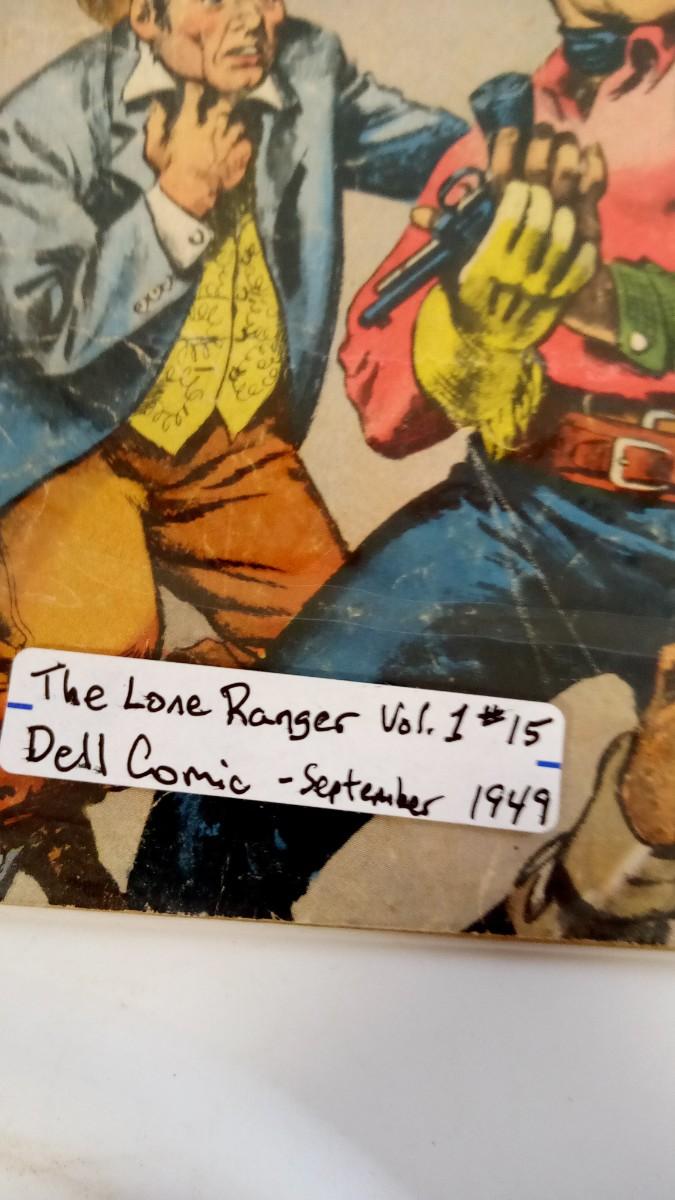 The Lone Ranger Vol. 1 #15
Dell Comic - September 1949